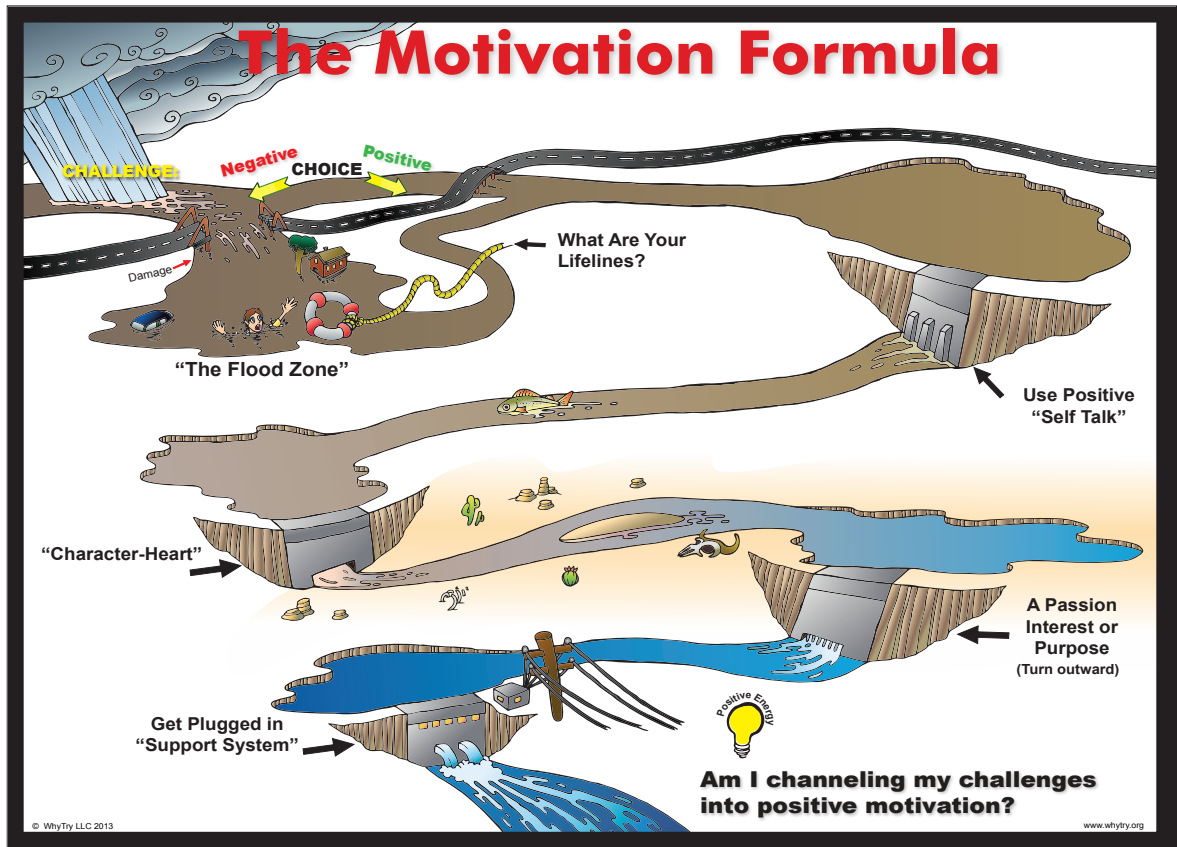 The Motivation Formula
CHALLENGE:
Negative
CHOICE
Positive
Damage
What Are Your
Lifelines?
“The Flood Zone”
Use Positive
“Self Talk”
“Character-Heart”
A Passion
Interest or
Purpose
(Turn outward)
Get Plugged in
“Support System”
Positive Energy
Am I channeling my challenges
into positive motivation?
© WhyTry LLC 2013
www.whytry.org